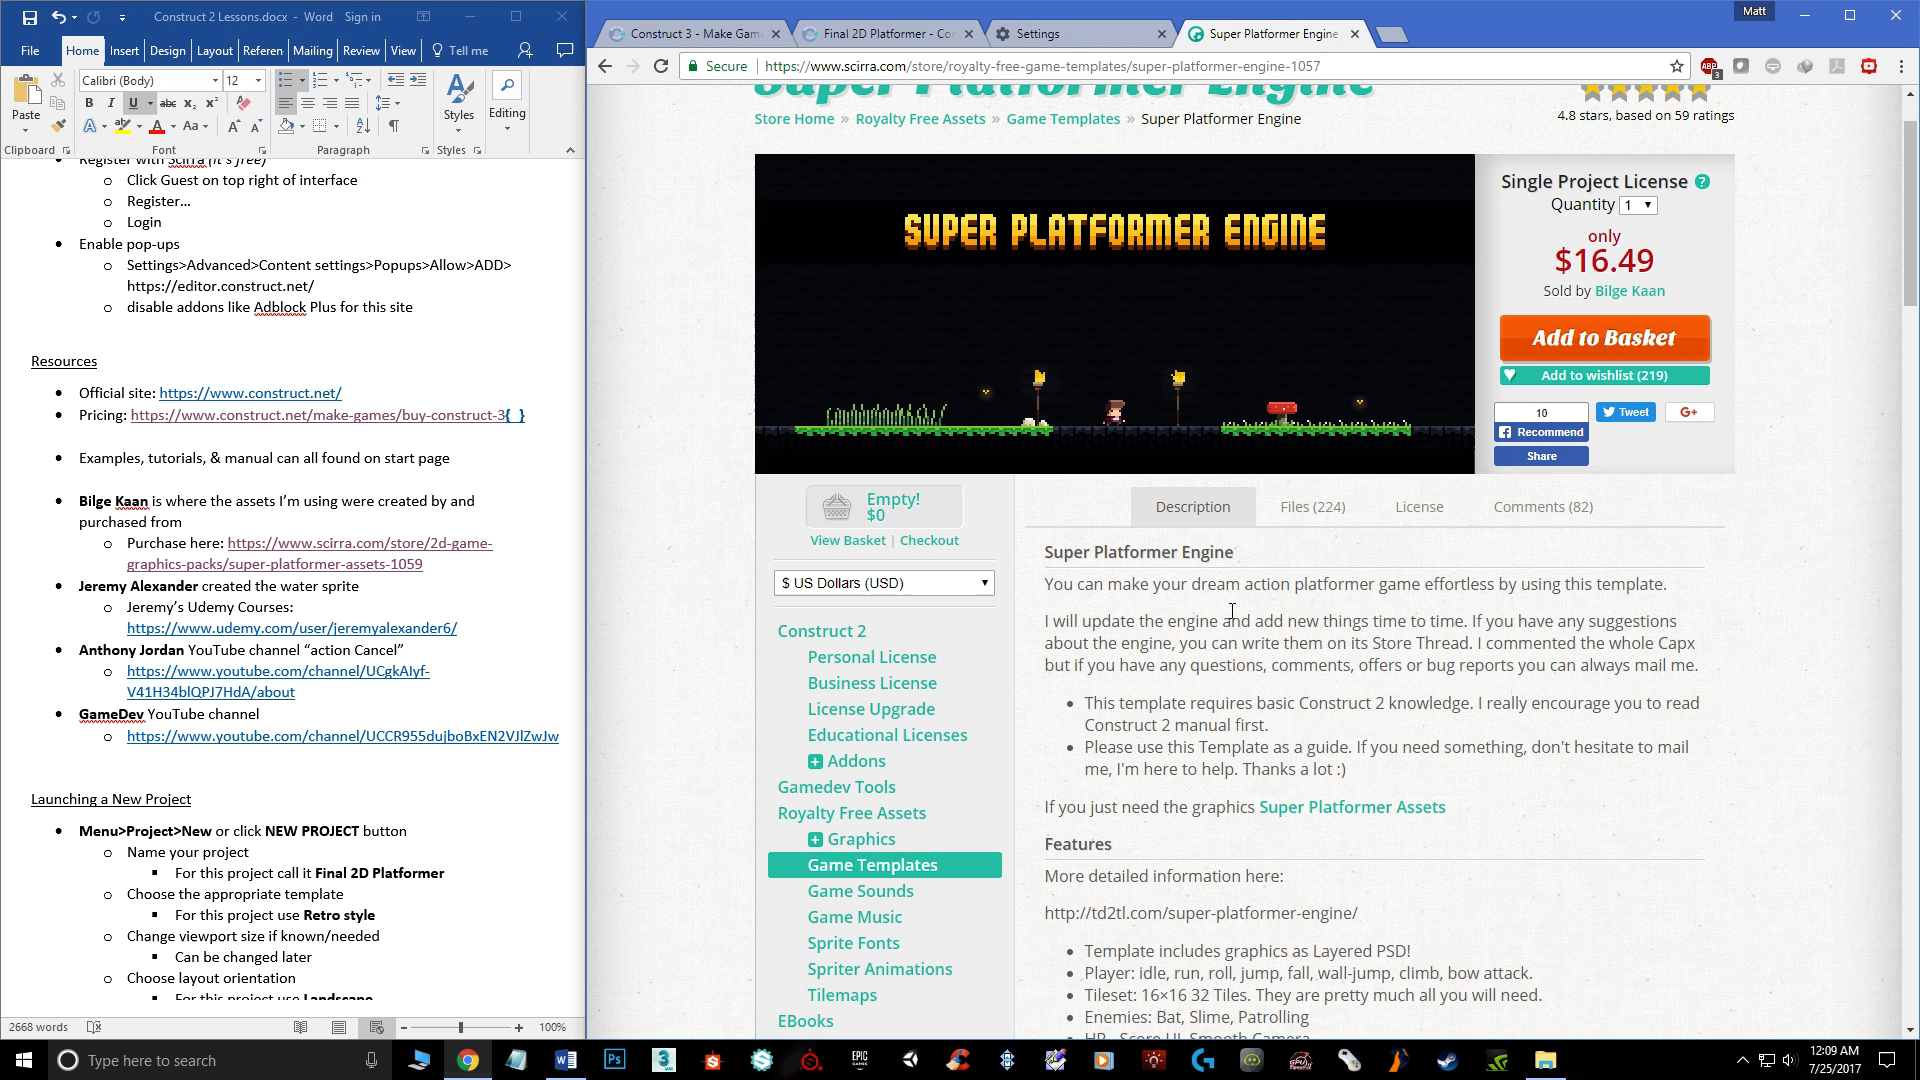 Construct 2 Lessons.docx - Word Sign in
File Home Insert Design Layout Referen Mailing Review View Tell me
Calibri (Body) 12
Paste
B I U abc x₂ x²
Styles
Editing
Clipboard Font Paragraph Styles
Register with Scirra (it's free)
Click Guest on top right of interface
Register…
Login
Enable pop-ups
Settings>Advanced>Content settings>Popups>Allow>ADD>
https://editor.construct.net/
disable addons like Adblock Plus for this site
Resources
Official site: https://www.construct.net/
Pricing: https://www.construct.net/make-games/buy-construct-3{ }
Examples, tutorials, & manual can all found on start page
Bilge Kaan is where the assets I'm using were created by and
purchased from
Purchase here: https://www.scirra.com/store/2d-game-
graphics-packs/super-platformer-assets-1059
Jeremy Alexander created the water sprite
Jeremy's Udemy Courses:
https://www.udemy.com/user/jeremyalexander6/
Anthony Jordan YouTube channel "action Cancel"
https://www.youtube.com/channel/UCgkAIyf-
V41H34blQPJ7HdA/about
GameDev YouTube channel
https://www.youtube.com/channel/UCCR955dujboBxEN2VJlZwJw
Launching a New Project
Menu>Project>New or click NEW PROJECT button
Name your project
For this project call it Final 2D Platformer
Choose the appropriate template
For this project use Retro style
Change viewport size if known/needed
Can be changed later
Choose layout orientation
For this project use Landscape
2668 words 100%
Matt
Construct 3 - Make Gam Final 2D Platformer - Co Settings Super Platformer Engine
Secure https://www.scirra.com/store/royalty-free-game-templates/super-platformer-engine-1057
Super Platformer Engine
4.8 stars, based on 59 ratings
Store Home » Royalty Free Assets » Game Templates » Super Platformer Engine
SUPER PLATFORMER ENGINE
Single Project License ?
Quantity 1
only
$16.49
Sold by Bilge Kaan
Add to Basket
Add to wishlist (219)
10 Tweet G+
Recommend
Share
Empty!
$0
View Basket | Checkout
$ US Dollars (USD)
Construct 2
Personal License
Business License
License Upgrade
Educational Licenses
Addons
Gamedev Tools
Royalty Free Assets
Graphics
Game Templates
Game Sounds
Game Music
Sprite Fonts
Spriter Animations
Tilemaps
EBooks
Description Files (224) License Comments (82)
Super Platformer Engine
You can make your dream action platformer game effortless by using this template.
I will update the engine and add new things time to time. If you have any suggestions
about the engine, you can write them on its Store Thread. I commented the whole Capx
but if you have any questions, comments, offers or bug reports you can always mail me.
This template requires basic Construct 2 knowledge. I really encourage you to read
Construct 2 manual first.
Please use this Template as a guide. If you need something, don't hesitate to mail
me, I'm here to help. Thanks a lot :)
If you just need the graphics Super Platformer Assets
Features
More detailed information here:
http://td2tl.com/super-platformer-engine/
Template includes graphics as Layered PSD!
Player: idle, run, roll, jump, fall, wall-jump, climb, bow attack.
Tileset: 16×16 32 Tiles. They are pretty much all you will need.
Enemies: Bat, Slime, Patrolling
HP - Score UI, Smooth Camera
Type here to search
12:09 AM
7/25/2017